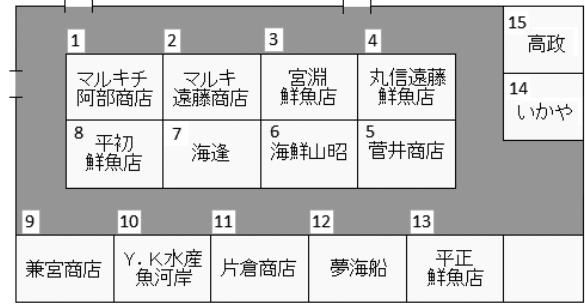 1
マルキチ
阿部商店
2
マルキ
遠藤商店
3
宮淵
鮮魚店
4
丸信遠藤
鮮魚店
15
高政
14
いかや
8
平初
鮮魚店
7
海逢
6
海鮮山昭
5
菅井商店
9
兼宮商店
10
Y.K水産
魚河岸
11
片倉商店
12
夢海船
13
平正
鮮魚店